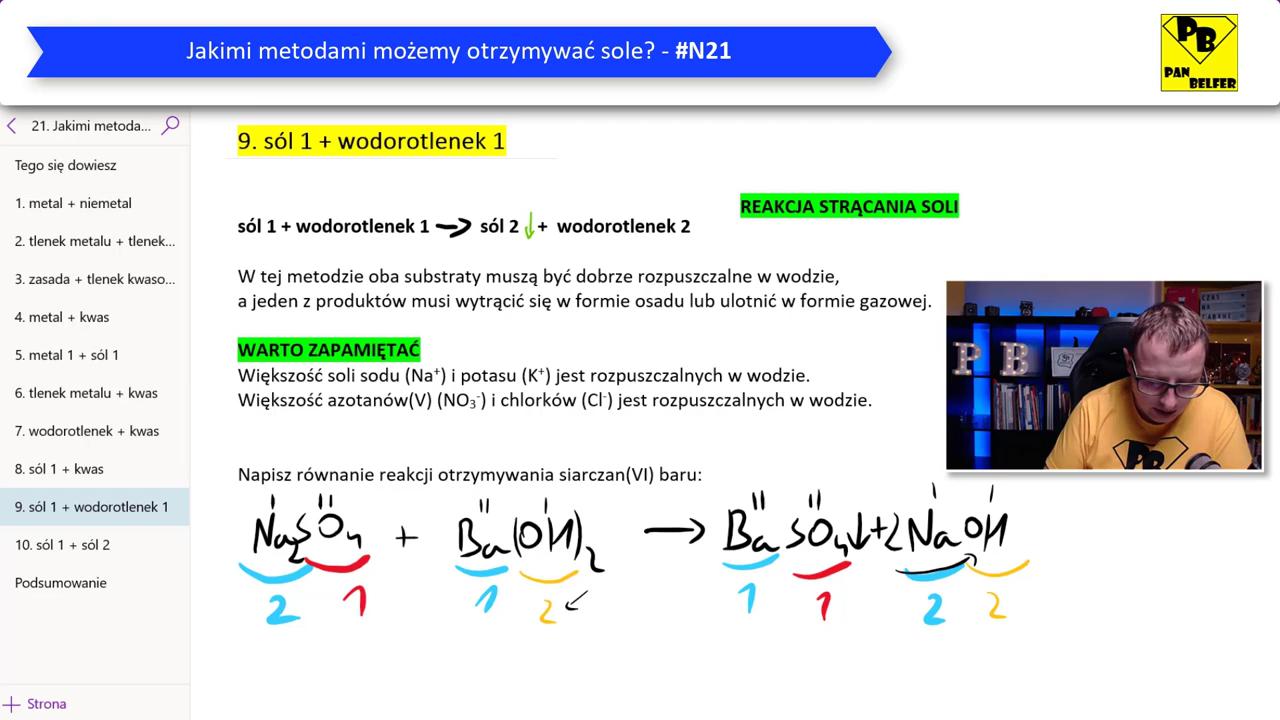 Jakimi metodami możemy otrzymywać sole? - #N21
PB
PAN
BELFER
21. Jakimi metoda...
Tego się dowiesz
1. metal + niemetal
2. tlenek metalu + tlenek...
3. zasada + tlenek kwaso...
4. metal + kwas
5. metal 1 + sól 1
6. tlenek metalu + kwas
7. wodorotlenek + kwas
8. sól 1 + kwas
9. sól 1 + wodorotlenek 1
10. sól 1 + sól 2
Podsumowanie
+ Strona
9. sól 1 + wodorotlenek 1
REAKCJA STRĄCANIA SOLI
sól 1 + wodorotlenek 1 → sól 2 ↓ + wodorotlenek 2
W tej metodzie oba substraty muszą być dobrze rozpuszczalne w wodzie,
a jeden z produktów musi wytrącić się w formie osadu lub ulotnić w formie gazowej.
WARTO ZAPAMIĘTAĆ
Większość soli sodu (Na⁺) i potasu (K⁺) jest rozpuszczalnych w wodzie.
Większość azotanów(V) (NO₃⁻) i chlorków (Cl⁻) jest rozpuszczalnych w wodzie.
Napisz równanie reakcji otrzymywania siarczan(VI) baru:
I II II I II II I I
Na₂SO₄ + Ba(OH)₂ → BaSO₄↓ + 2NaOH
2 1 1 2 ← 1 1 2 2
P B
PB